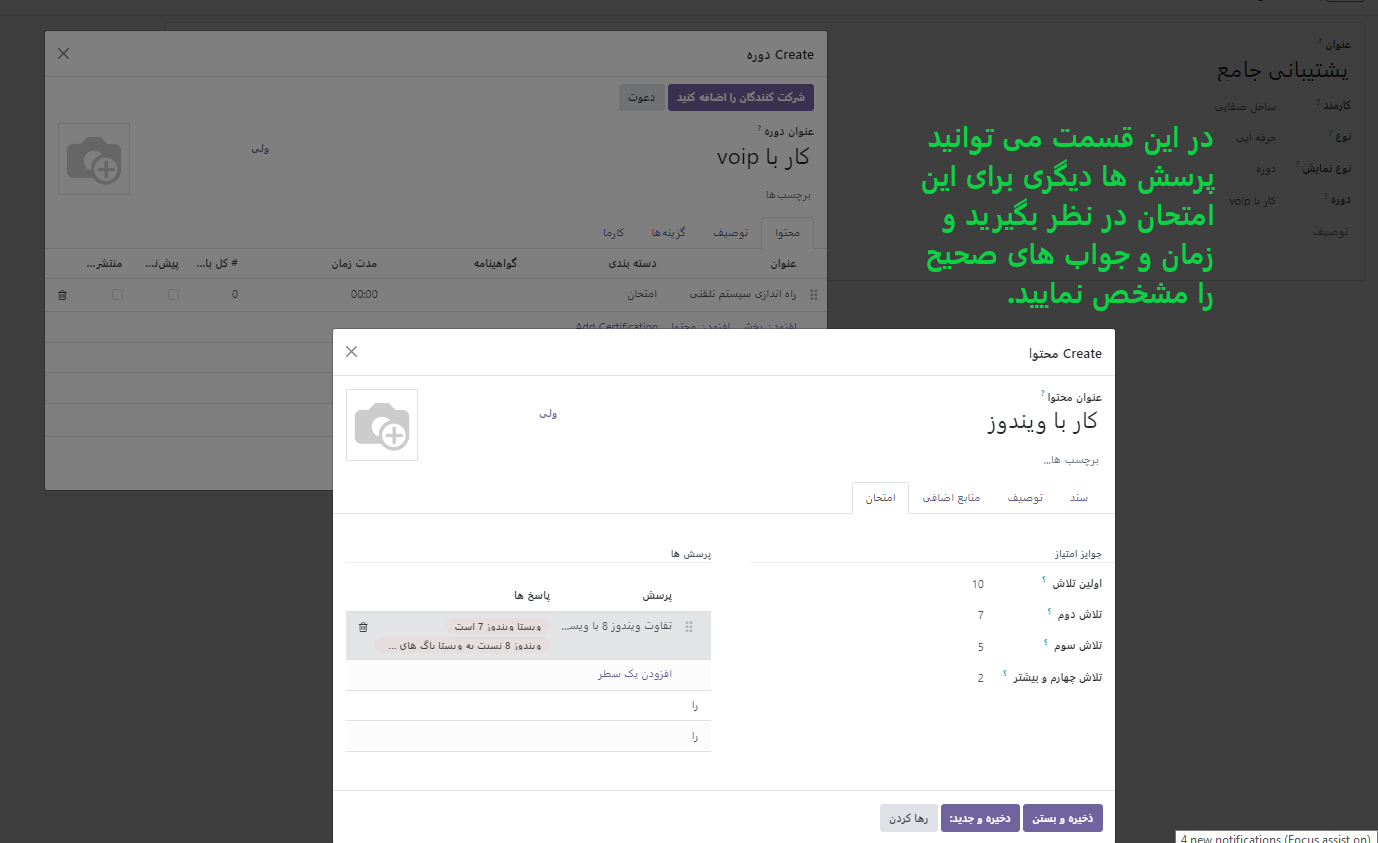 عنوان ?
پشتیبانی جامع
کارمند ? ساحل صفایی
نوع ? حرفه ایی
نوع نمایش ? دوره
دوره ? کار با voip
توصیف
در این قسمت می توانید
پرسش ها دیگری برای این
امتحان در نظر بگیرید و
زمان و جواب های صحیح
را مشخص نمایید.
Create دوره
شرکت کنندگان را اضافه کنید دعوت
عنوان دوره ?
کار با voip
ولی
برچسب‌ها
محتوا توصیف گزینه‌ها کارما
عنوان دسته بندی گواهینامه مدت زمان # کل با... پیش‌ن... منتشر...
راه اندازی سیستم تلفنی امتحان 00:00 0
افزودن بخش افزودن محتوا Add Certification
Create محتوا
عنوان محتوا ?
کار با ویندوز
ولی
برچسب ها...
سند توصیف منابع اضافی امتحان
جوایز امتیاز
اولین تلاش ? 10
تلاش دوم ? 7
تلاش سوم ? 5
تلاش چهارم و بیشتر ? 2
پرسش ها
پرسش پاسخ ها
تفاوت ویندوز 8 با ویس... ویستا ویندوز 7 است
ویندوز 8 نسبت به ویستا باگ های ...
افزودن یک سطر
را
را
ذخیره و بستن ذخیره و جدید: رها کردن
4 new notifications (Focus assist on)